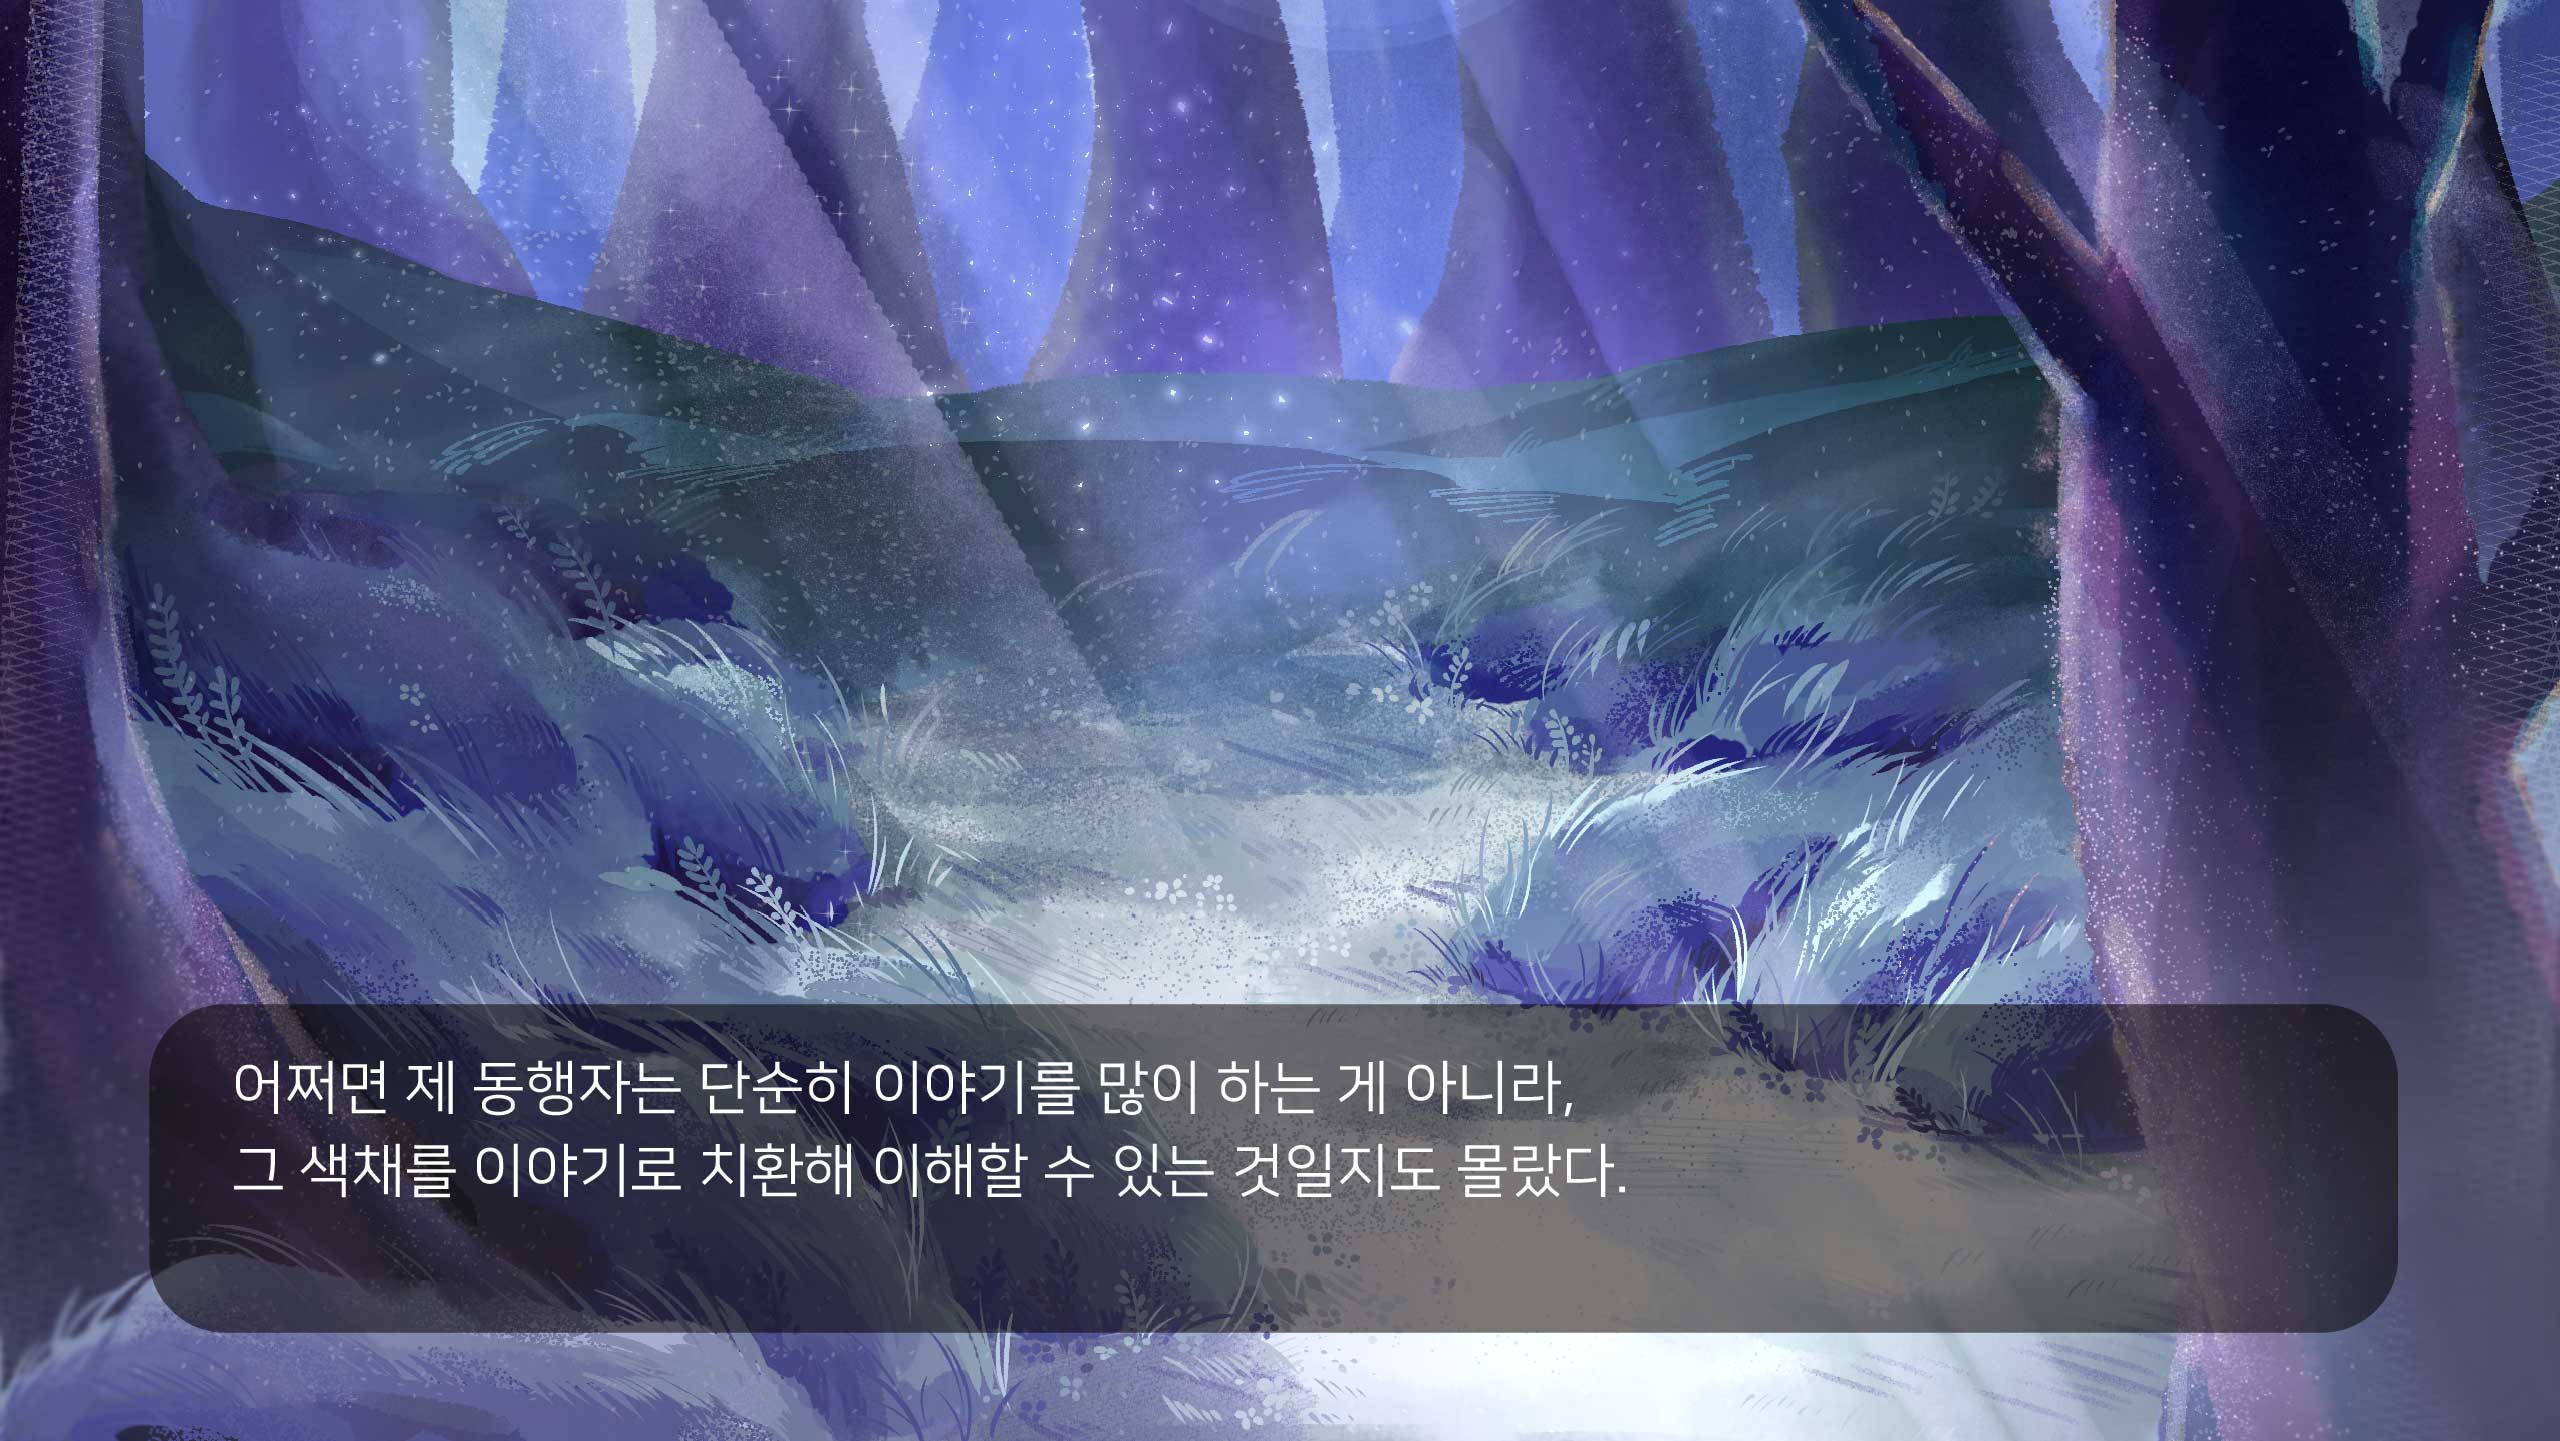 어쩌면 제 동행자는 단순히 이야기를 많이 하는 게 아니라,
그 색채를 이야기로 치환해 이해할 수 있는 것일지도 몰랐다.